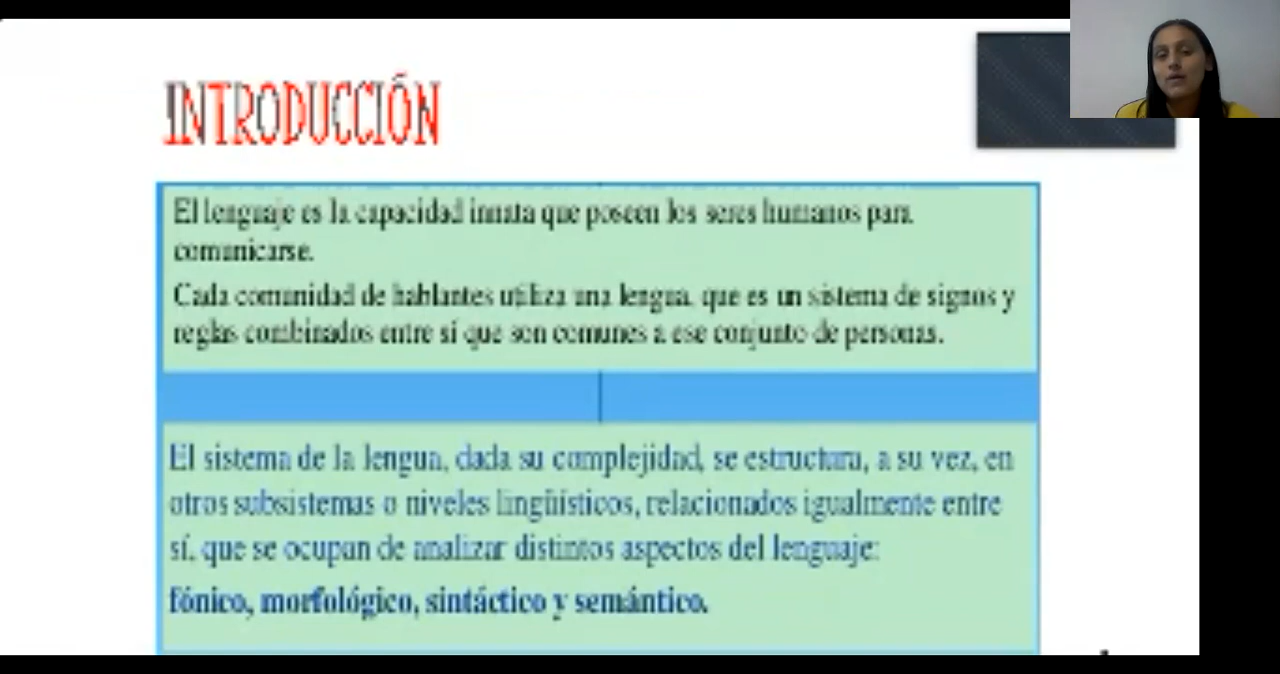 INTRODUCCIÓN
El lenguaje es la capacidad innata que poseen los seres humanos para
comunicarse.
Cada comunidad de hablantes utiliza una lengua, que es un sistema de signos y
reglas combinados entre sí que son comunes a ese conjunto de personas.
El sistema de la lengua, dada su complejidad, se estructura, a su vez, en
otros subsistemas o niveles lingüísticos, relacionados igualmente entre
sí, que se ocupan de analizar distintos aspectos del lenguaje:
fónico, morfológico, sintáctico y semántico.